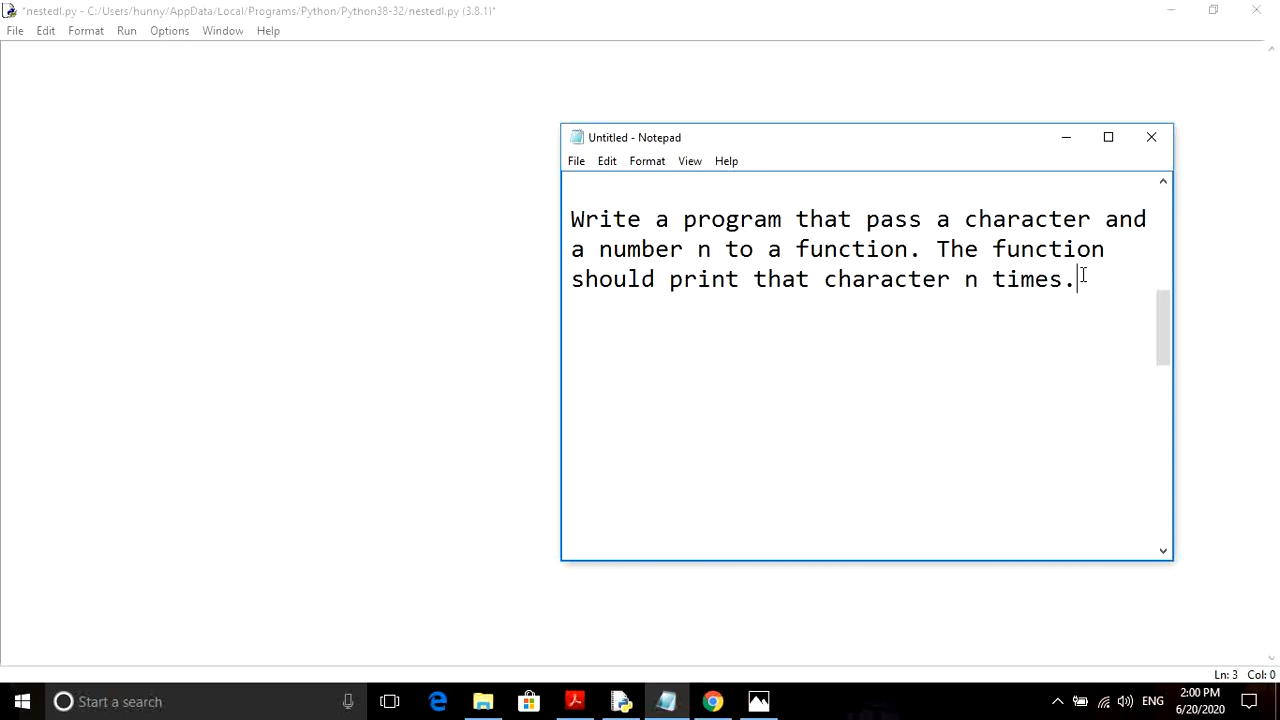 *nestedl.py - C:/Users/hunny/AppData/Local/Programs/Python/Python38-32/nestedl.py (3.8.1)*
File Edit Format Run Options Window Help
Untitled - Notepad
File Edit Format View Help
Write a program that pass a character and
a number n to a function. The function
should print that character n times.
Ln: 3 Col: 0
Start a search
ENG
2:00 PM
6/20/2020